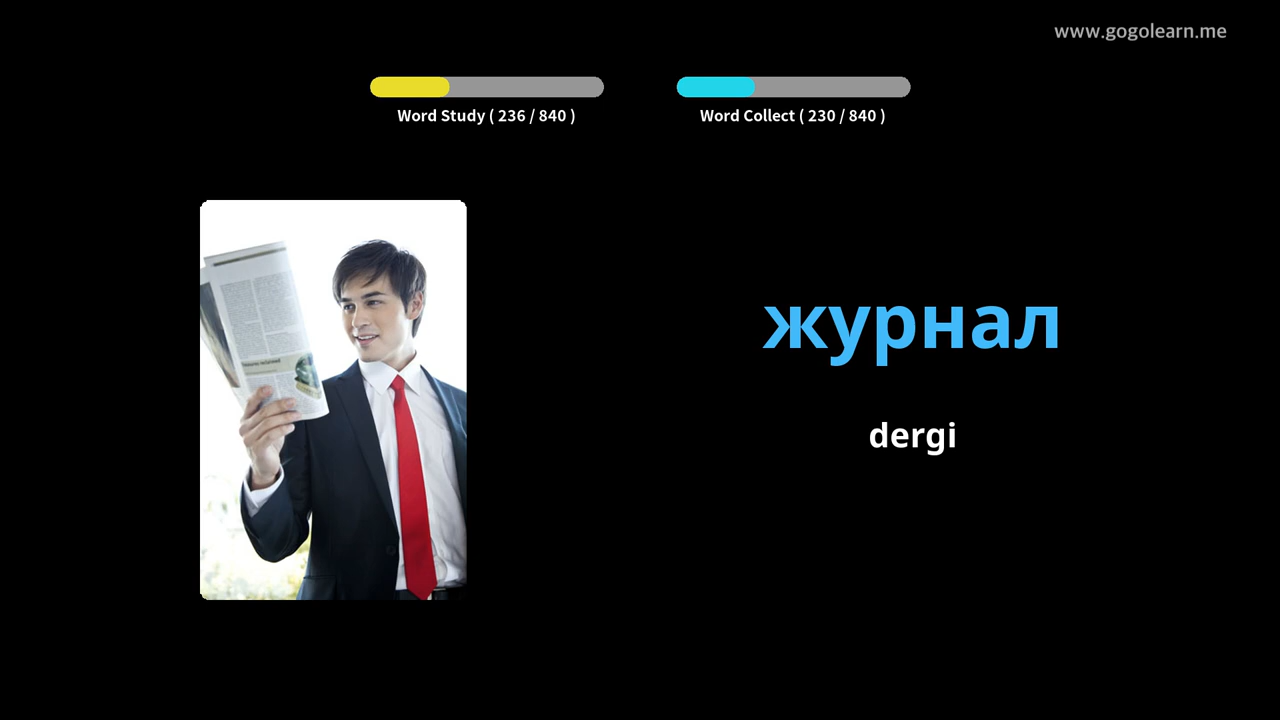 www.gogolearn.me
Word Study ( 236 / 840 )
Word Collect ( 230 / 840 )
журнал
dergi